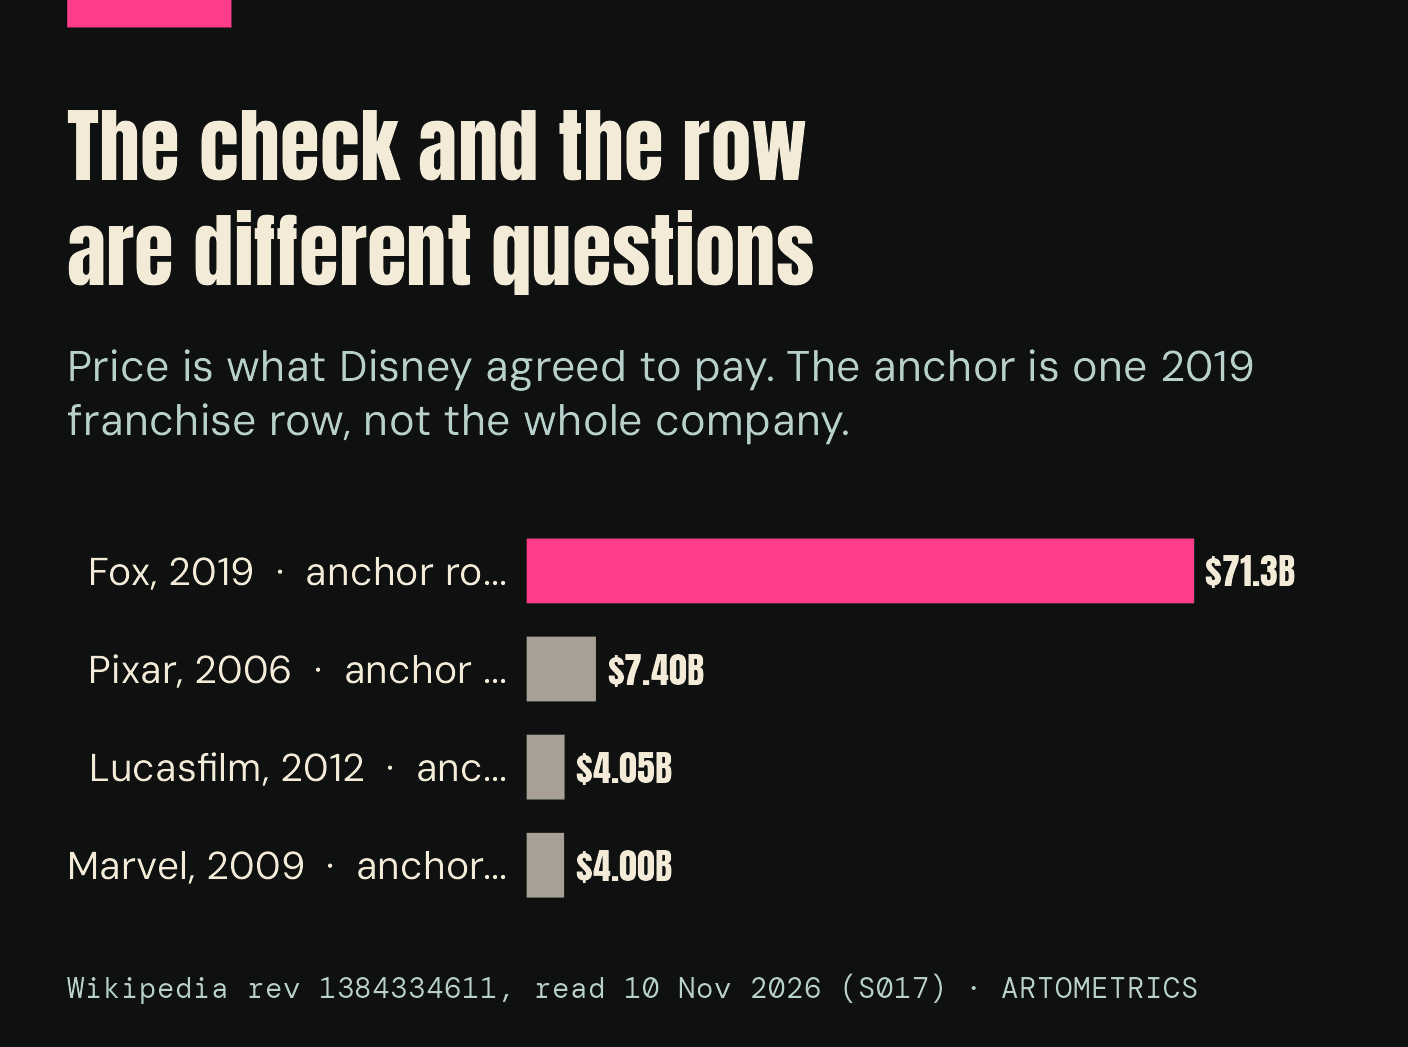 The check and the row
are different questions
Price is what Disney agreed to pay. The anchor is one 2019
franchise row, not the whole company.
Fox, 2019 · anchor ro... $71.3B
Pixar, 2006 · anchor ... $7.40B
Lucasfilm, 2012 · anc... $4.05B
Marvel, 2009 · anchor... $4.00B
Wikipedia rev 1384334611, read 10 Nov 2026 (S017) · ARTOMETRICS